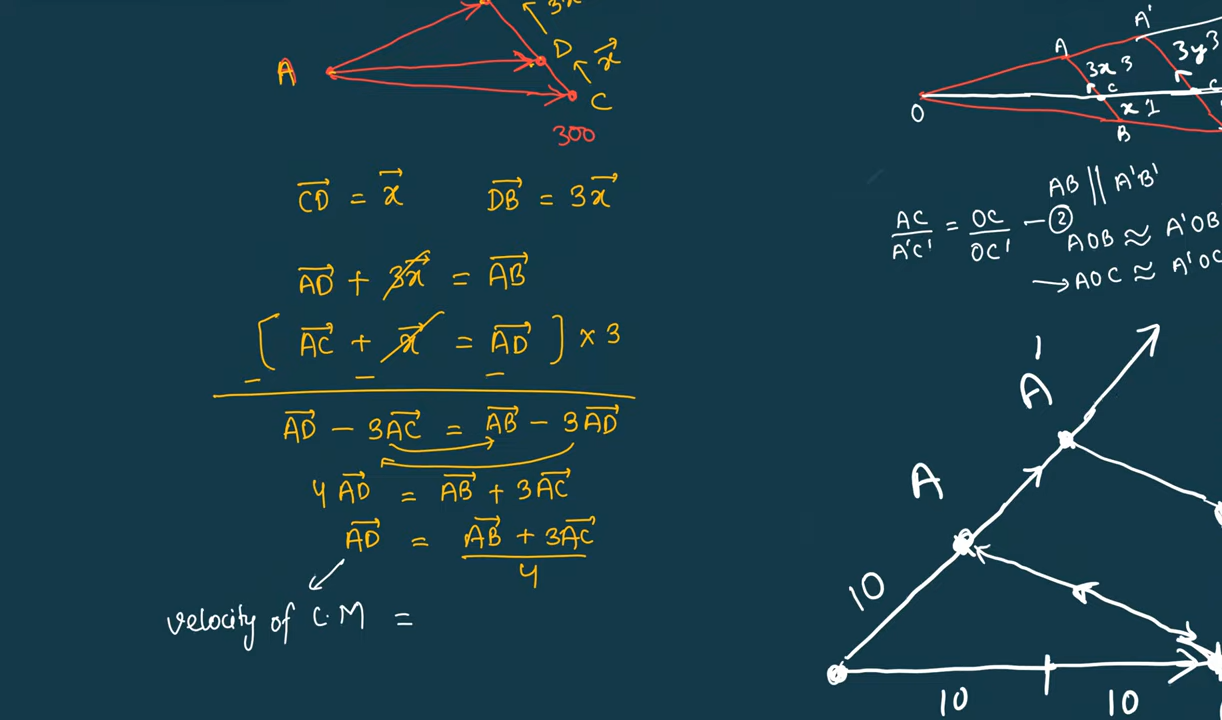 3x
A
D
x⃗
C
300
CD⃗ = x⃗   DB⃗ = 3x⃗
AD⃗ + 3x⃗ = AB⃗
[ AC⃗ + x⃗ = AD⃗ ] × 3
− − −
AD⃗ − 3AC⃗ = AB⃗ − 3AD⃗
4 AD⃗ = AB⃗ + 3AC⃗
AD⃗ = (AB⃗ + 3AC⃗)/4
velocity of C.M =
A'
A
3x 3
3y 3
O
C
C
x 1
B
AB || A'B'
AC/A'C' = OC/OC' — ②
AOB ≈ A'OB
→ AOC ≈ A'OC
A'
A
10
10
10